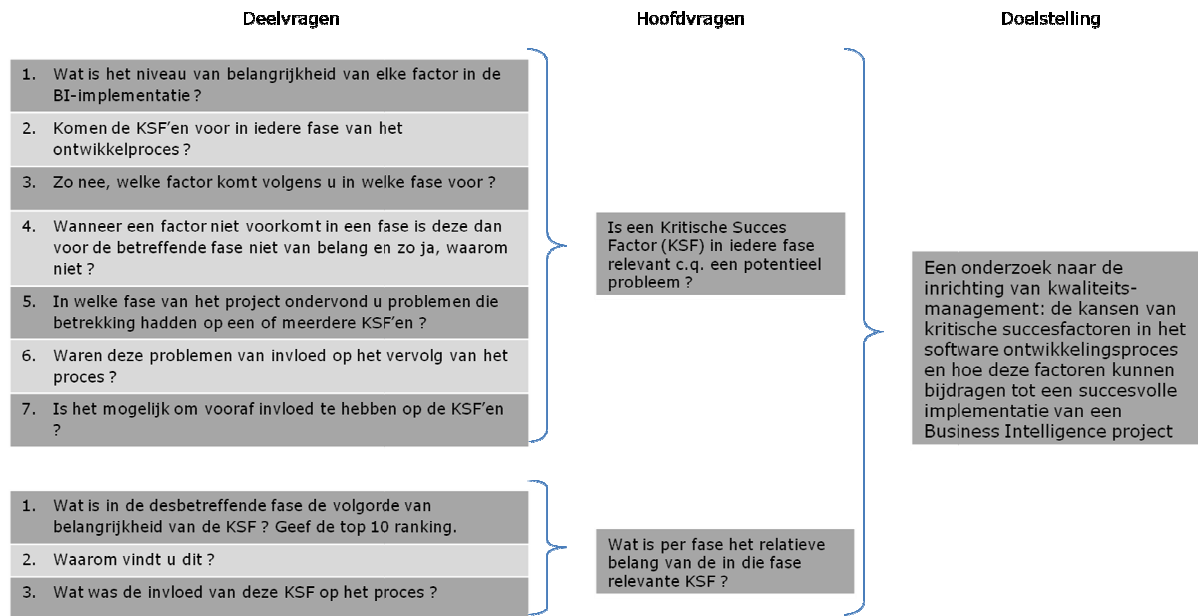 Deelvragen
Hoofdvragen
Doelstelling
1. Wat is het niveau van belangrijkheid van elke factor in de
BI-implementatie ?
2. Komen de KSF'en voor in iedere fase van het
ontwikkelproces ?
3. Zo nee, welke factor komt volgens u in welke fase voor ?
4. Wanneer een factor niet voorkomt in een fase is deze dan
voor de betreffende fase niet van belang en zo ja, waarom
niet ?
5. In welke fase van het project ondervond u problemen die
betrekking hadden op een of meerdere KSF'en ?
6. Waren deze problemen van invloed op het vervolg van het
proces ?
7. Is het mogelijk om vooraf invloed te hebben op de KSF'en
?
Is een Kritische Succes
Factor (KSF) in iedere fase
relevant c.q. een potentieel
probleem ?
1. Wat is in de desbetreffende fase de volgorde van
belangrijkheid van de KSF ? Geef de top 10 ranking.
2. Waarom vindt u dit ?
3. Wat was de invloed van deze KSF op het proces ?
Wat is per fase het relatieve
belang van de in die fase
relevante KSF ?
Een onderzoek naar de
inrichting van kwaliteits-
management: de kansen van
kritische succesfactoren in het
software ontwikkelingsproces
en hoe deze factoren kunnen
bijdragen tot een succesvolle
implementatie van een
Business Intelligence project